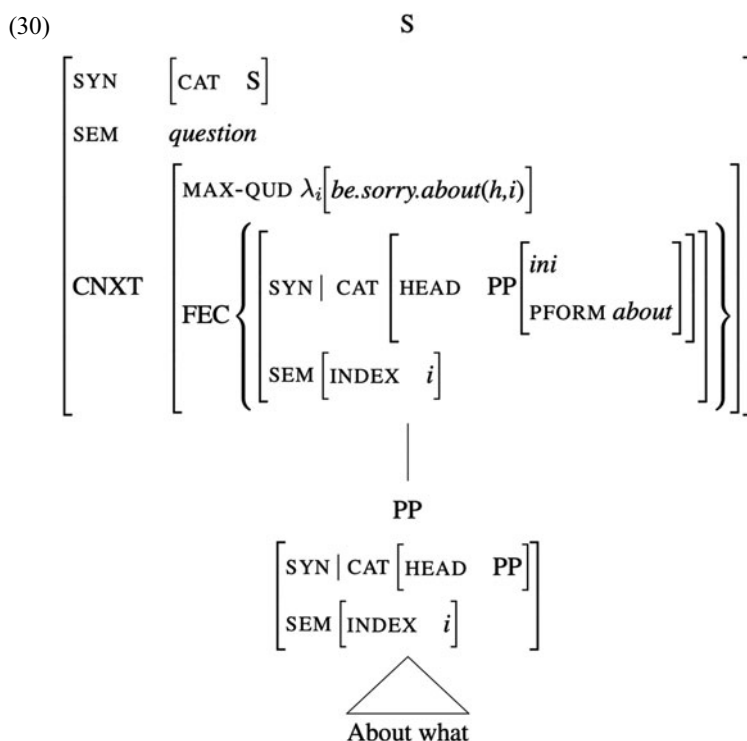 (30) S
SYN [CAT S]
SEM question
MAX-QUD λi[be.sorry.about(h,i)]
ini
SYN | CAT [HEAD PP
CNXT FEC PFORM about
SEM [INDEX i]
PP
SYN | CAT [HEAD PP]
SEM [INDEX i]
About what